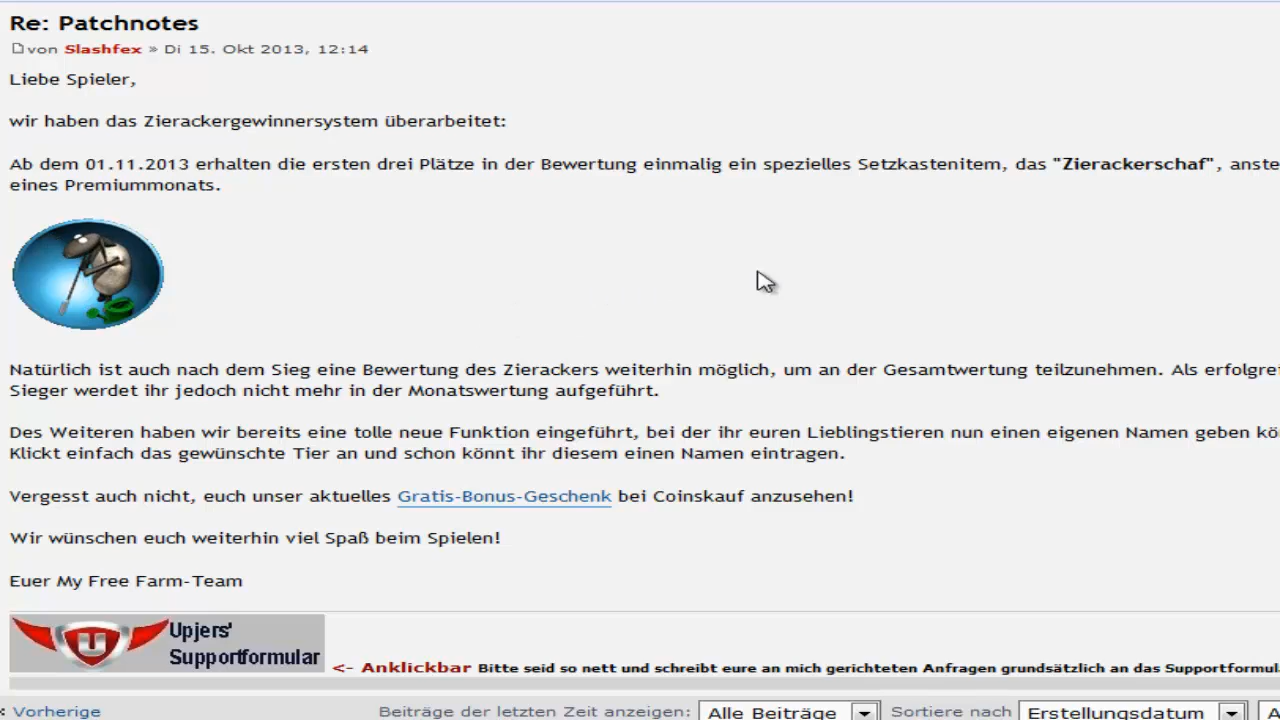 Re: Patchnotes
von Slashfex » Di 15. Okt 2013, 12:14
Liebe Spieler,
wir haben das Zierackergewinnersystem überarbeitet:
Ab dem 01.11.2013 erhalten die ersten drei Plätze in der Bewertung einmalig ein spezielles Setzkastenitem, das "Zierackerschaf", anste
eines Premiummonats.
Natürlich ist auch nach dem Sieg eine Bewertung des Zierackers weiterhin möglich, um an der Gesamtwertung teilzunehmen. Als erfolgrei
Sieger werdet ihr jedoch nicht mehr in der Monatswertung aufgeführt.
Des Weiteren haben wir bereits eine tolle neue Funktion eingeführt, bei der ihr euren Lieblingstieren nun einen eigenen Namen geben kö
Klickt einfach das gewünschte Tier an und schon könnt ihr diesem einen Namen eintragen.
Vergesst auch nicht, euch unser aktuelles Gratis-Bonus-Geschenk bei Coinskauf anzusehen!
Wir wünschen euch weiterhin viel Spaß beim Spielen!
Euer My Free Farm-Team
U Upjers'
Supportformular
<- Anklickbar Bitte seid so nett und schreibt eure an mich gerichteten Anfragen grundsätzlich an das Supportformul
Vorherige Beiträge der letzten Zeit anzeigen: Alle Beiträge Sortiere nach Erstellungsdatum A